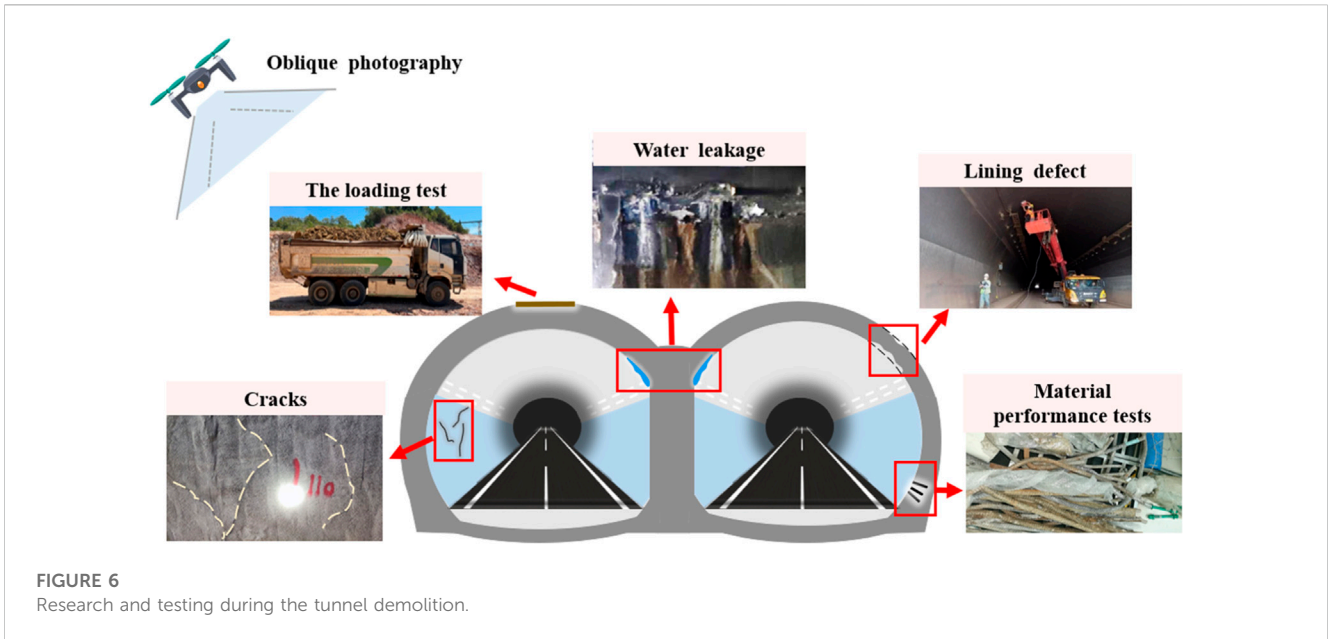 Oblique photography
Water leakage
The loading test
Lining defect
Cracks
Material
performance tests
110
FIGURE 6
Research and testing during the tunnel demolition.